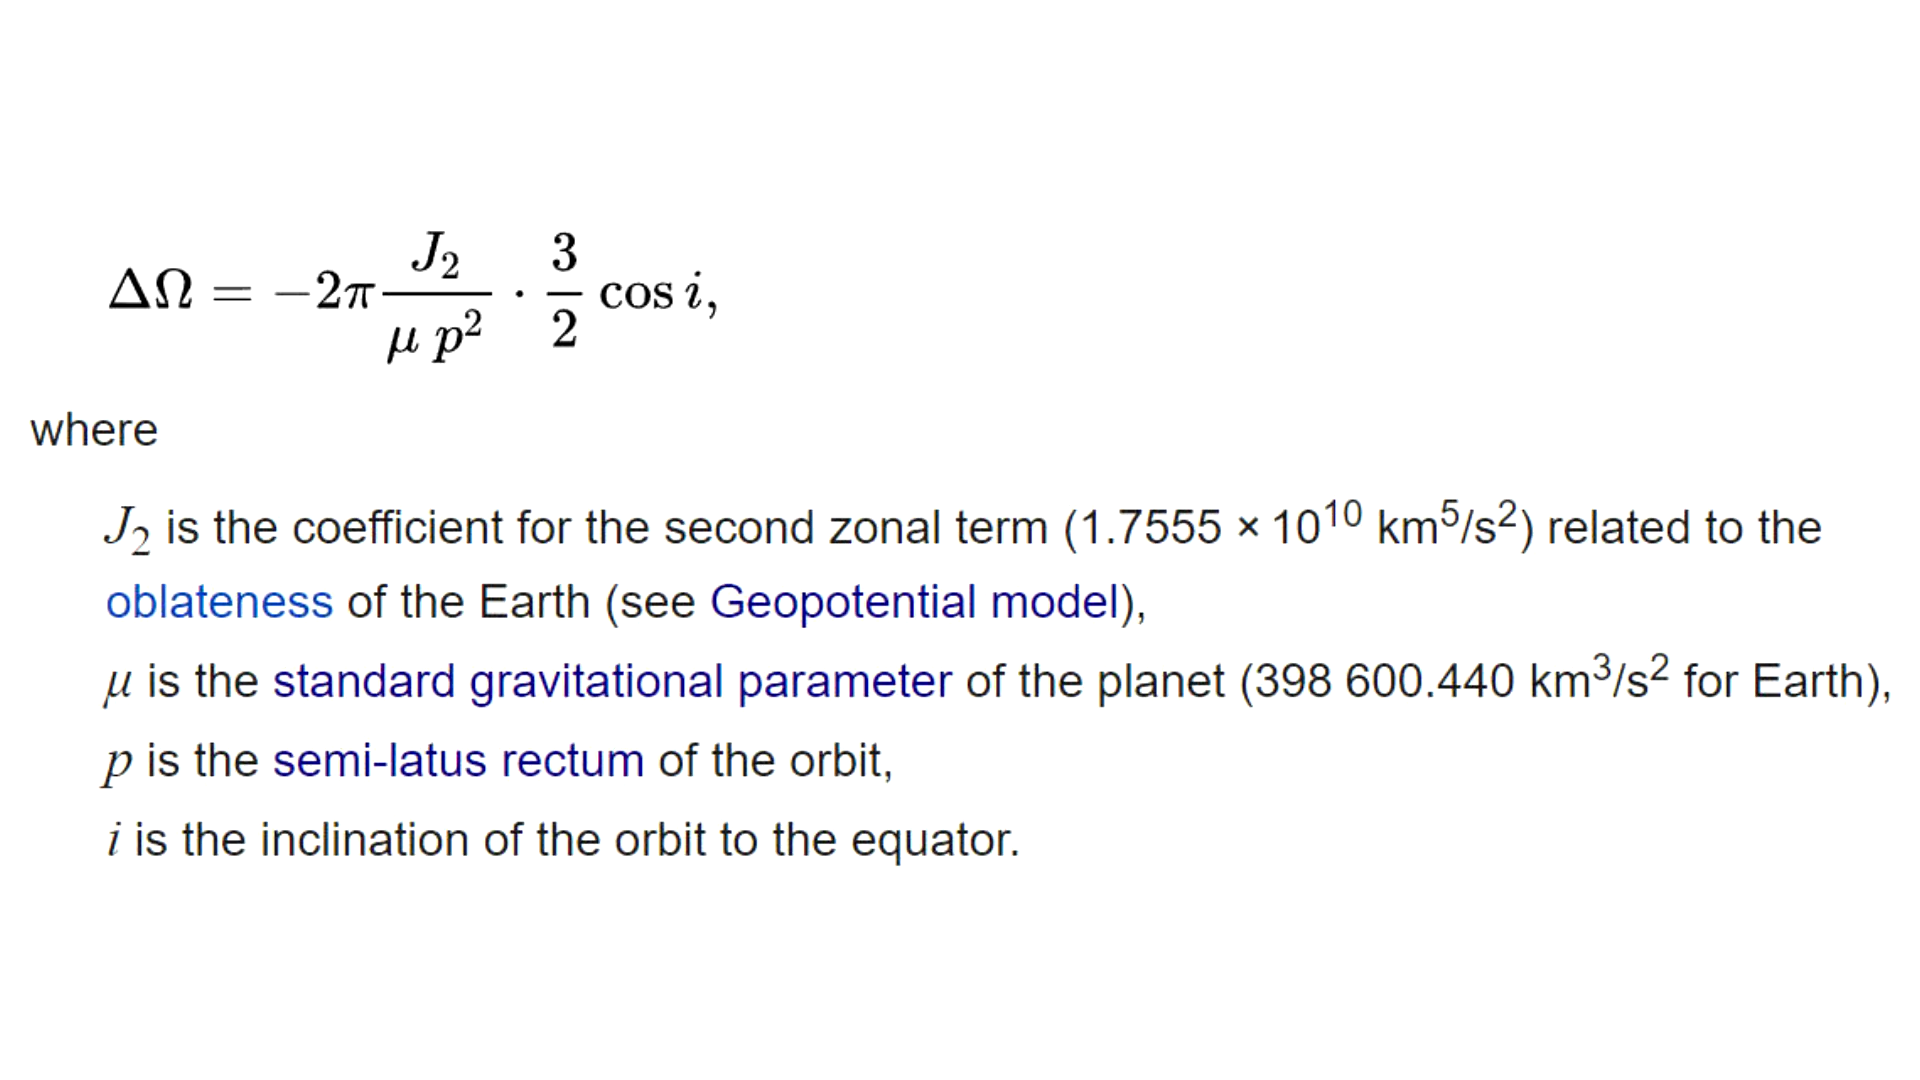 ΔΩ = −2π J₂/(μ p²) · 3/2 cos i,
where
J₂ is the coefficient for the second zonal term (1.7555 × 10¹⁰ km⁵/s²) related to the
oblateness of the Earth (see Geopotential model),
μ is the standard gravitational parameter of the planet (398 600.440 km³/s² for Earth),
p is the semi-latus rectum of the orbit,
i is the inclination of the orbit to the equator.